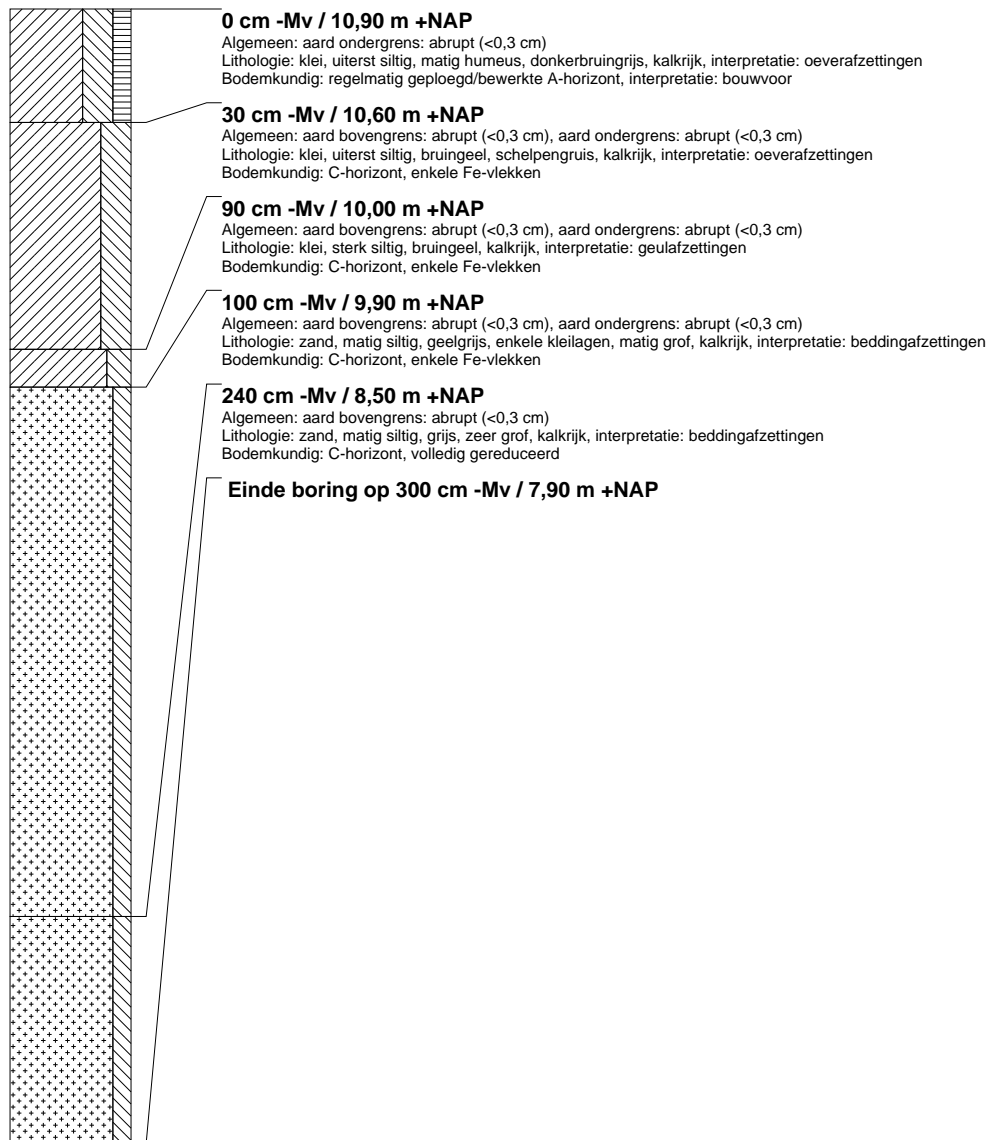 0 cm -Mv / 10,90 m +NAP
Algemeen: aard ondergrens: abrupt (<0,3 cm)
Lithologie: klei, uiterst siltig, matig humeus, donkerbruingrijs, kalkrijk, interpretatie: oeverafzettingen
Bodemkundig: regelmatig geploegd/bewerkte A-horizont, interpretatie: bouwvoor
30 cm -Mv / 10,60 m +NAP
Algemeen: aard bovengrens: abrupt (<0,3 cm), aard ondergrens: abrupt (<0,3 cm)
Lithologie: klei, uiterst siltig, bruingeel, schelpengruis, kalkrijk, interpretatie: oeverafzettingen
Bodemkundig: C-horizont, enkele Fe-vlekken
90 cm -Mv / 10,00 m +NAP
Algemeen: aard bovengrens: abrupt (<0,3 cm), aard ondergrens: abrupt (<0,3 cm)
Lithologie: klei, sterk siltig, bruingeel, kalkrijk, interpretatie: geulafzettingen
Bodemkundig: C-horizont, enkele Fe-vlekken
100 cm -Mv / 9,90 m +NAP
Algemeen: aard bovengrens: abrupt (<0,3 cm), aard ondergrens: abrupt (<0,3 cm)
Lithologie: zand, matig siltig, geelgrijs, enkele kleilagen, matig grof, kalkrijk, interpretatie: beddingafzettingen
Bodemkundig: C-horizont, enkele Fe-vlekken
240 cm -Mv / 8,50 m +NAP
Algemeen: aard bovengrens: abrupt (<0,3 cm)
Lithologie: zand, matig siltig, grijs, zeer grof, kalkrijk, interpretatie: beddingafzettingen
Bodemkundig: C-horizont, volledig gereduceerd
Einde boring op 300 cm -Mv / 7,90 m +NAP